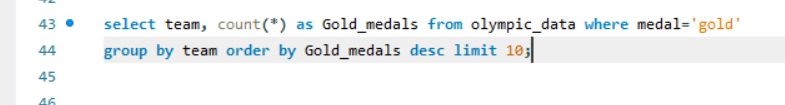 43 select team, count(*) as Gold_medals from olympic_data where medal='gold'
44 group by team order by Gold_medals desc limit 10;
45
46